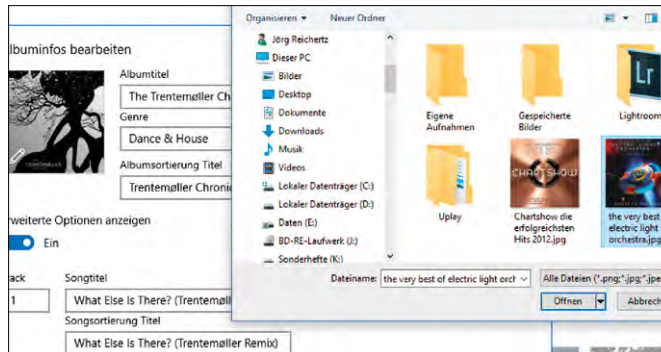 Organisieren Neuer Ordner
lbuminfos bearbeiten
Albumtitel
The Trentemøller Ch
Genre
Dance & House
Albumsortierung Titel
Trentemøller Chronic
rweiterte Optionen anzeigen
Ein
rack
1
Songtitel
What Else Is There? (Trentemøll
Songsortierung Titel
What Else Is There? (Trentemøller Remix)
Jörg Reichertz
Dieser PC
Bilder
Desktop
Dokumente
Downloads
Musik
Videos
Lokaler Datenträger (C:)
Lokaler Datenträger (D:)
Daten (E:)
BD-RE-Laufwerk (J:)
Sonderhefte (K:)
Eigene
Aufnahmen
Gespeicherte
Bilder
Lr
Lightroom
Uplay
CHARTSHOW
Chartshow die
erfolgreichsten
Hits 2012.jpg
the very best
electric light
orchestra.jpg
Dateiname: the very best of electric light orch
Alle Dateien (*.png;*.jpg;*.jpe
Öffnen
Abbrech